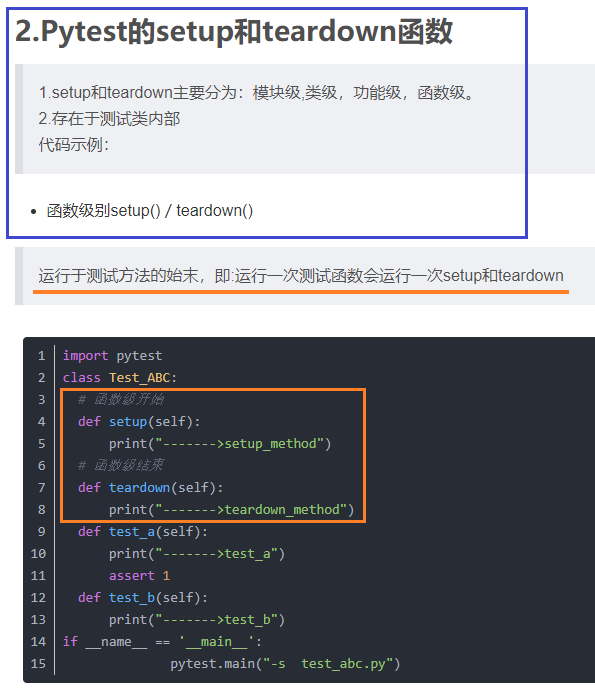 2.Pytest的setup和teardown函数
1.setup和teardown主要分为：模块级,类级，功能级，函数级。
2.存在于测试类内部
代码示例：
函数级别setup() / teardown()
运行于测试方法的始末，即:运行一次测试函数会运行一次setup和teardown
1 import pytest
2 class Test_ABC:
3 # 函数级开始
4 def setup(self):
5 print("------->setup_method")
6 # 函数级结束
7 def teardown(self):
8 print("------->teardown_method")
9 def test_a(self):
10 print("------->test_a")
11 assert 1
12 def test_b(self):
13 print("------->test_b")
14 if __name__ == '__main__':
15 pytest.main("-s  test_abc.py")